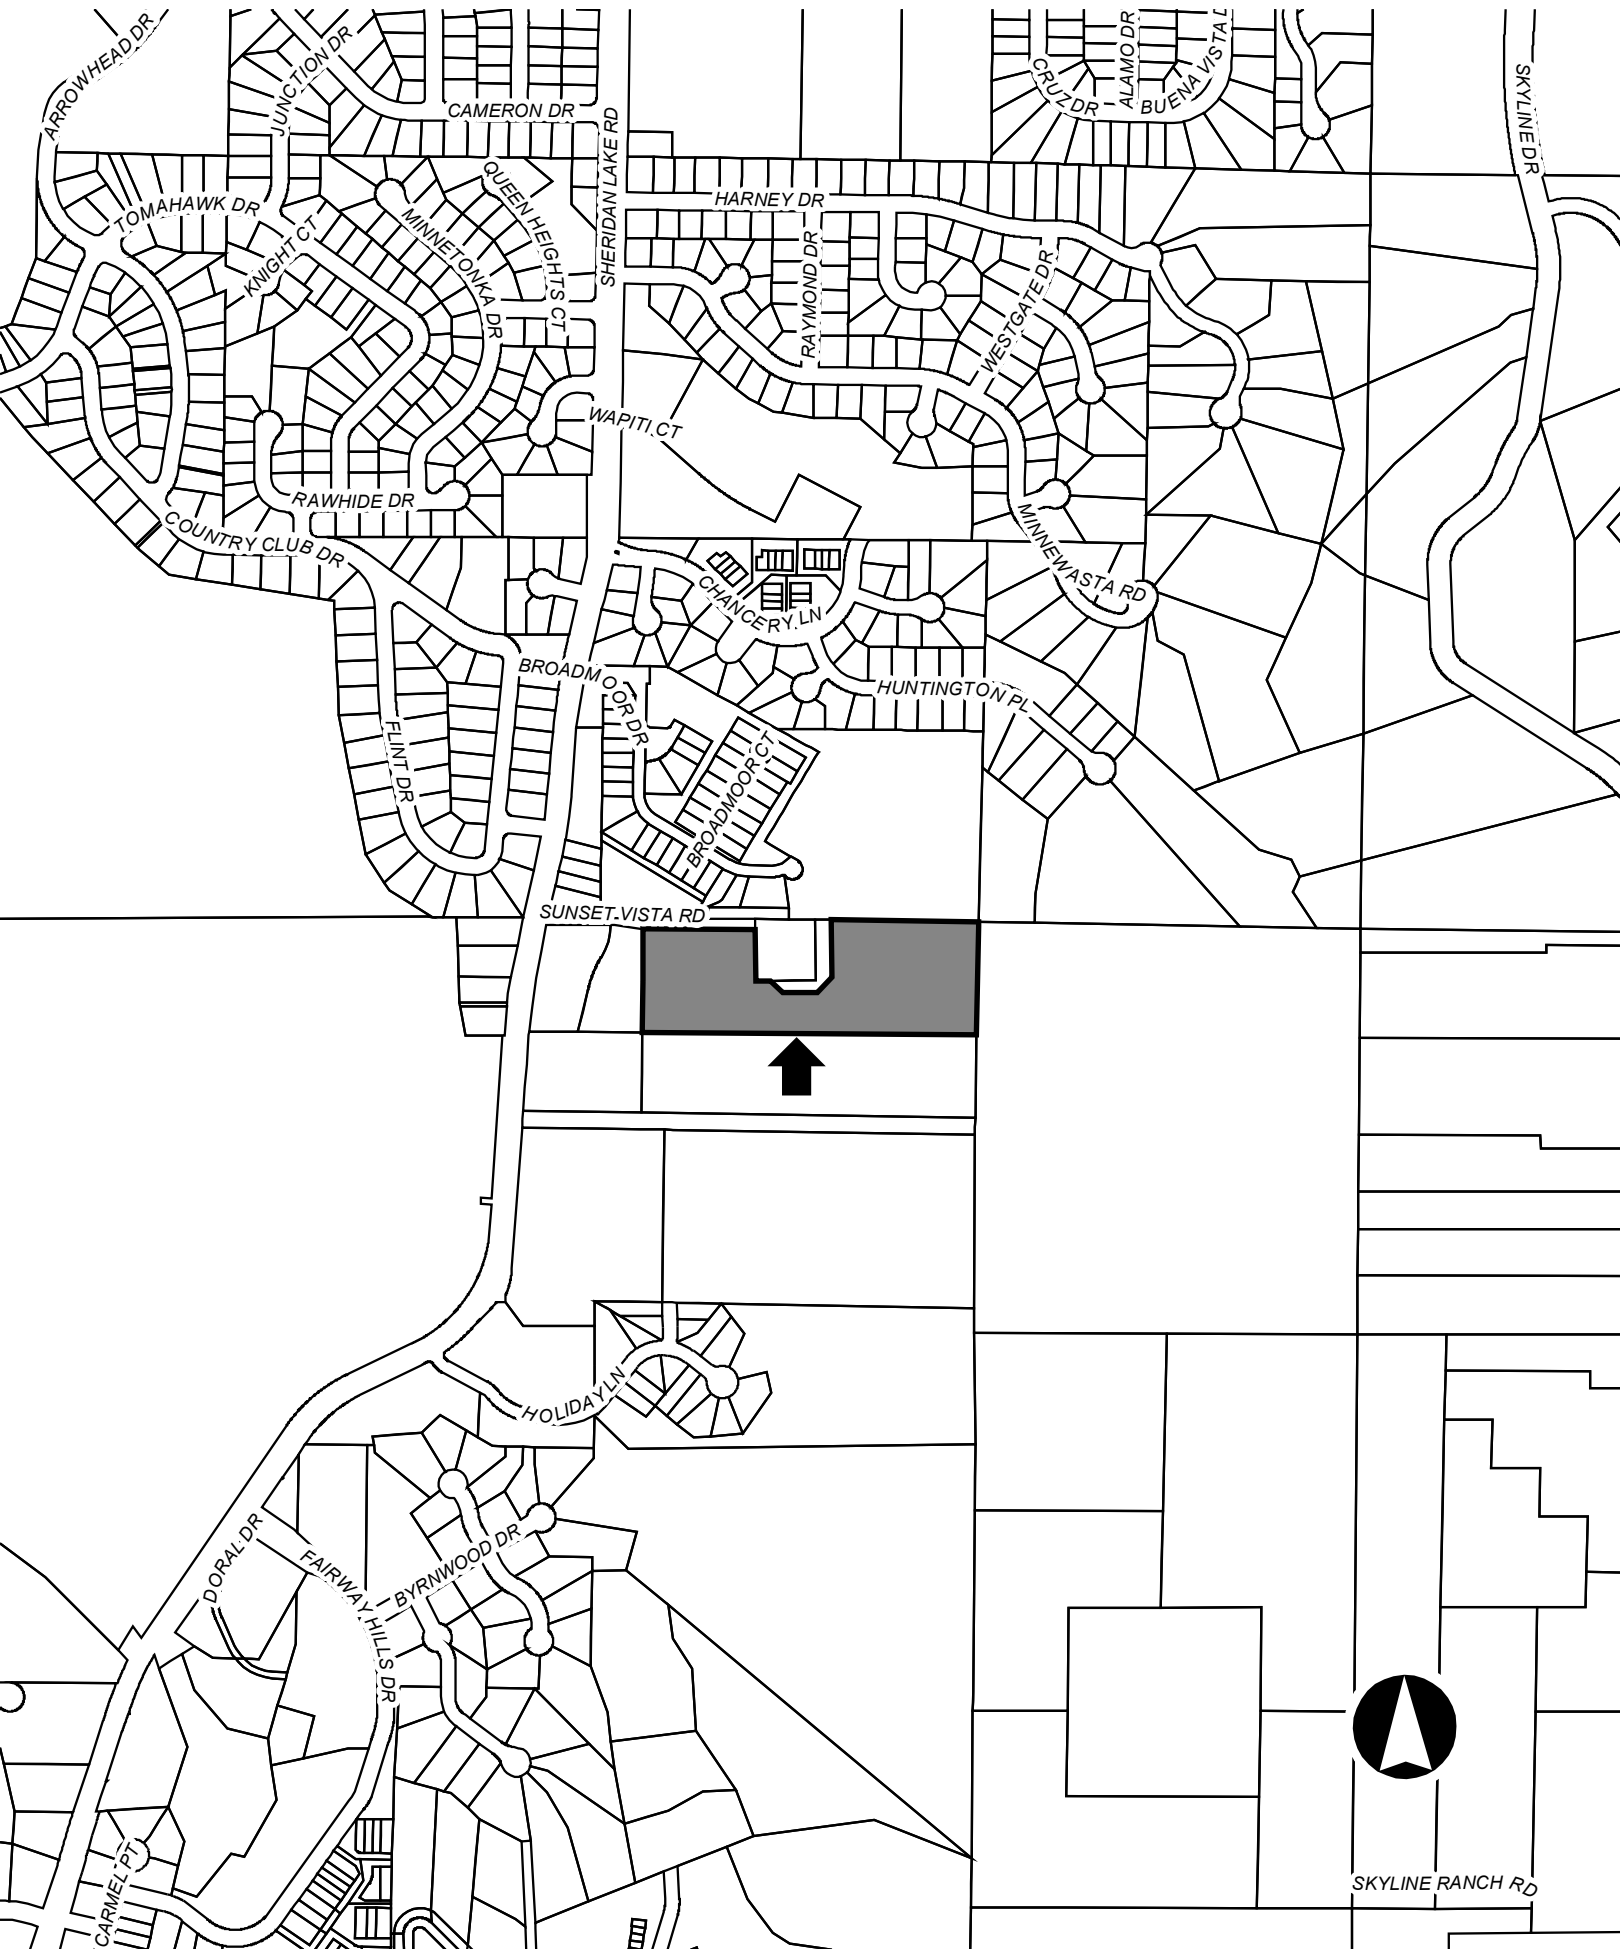 ARROWHEAD DR
JUNCTION DR
CAMERON DR
SHERIDAN LAKE RD
CRUZ DR
ALAMO DR
BUENA VISTA D
SKYLINE DR
TOMAHAWK DR
KNIGHT CT
MINNETONKA DR
QUEEN HEIGHTS CT
HARNEY DR
RAYMOND DR
WESTGATE DR
WAPITI CT
RAWHIDE DR
COUNTRY CLUB DR
MINNEWASTA RD
CHANCERY LN
BROADMOOR DR
HUNTINGTON PL
FLINT DR
BROADMOOR CT
SUNSET VISTA RD
HOLIDAY LN
DORAL DR
FAIRWAY HILLS DR
BYRNWOOD DR
CARMEL PT
SKYLINE RANCH RD